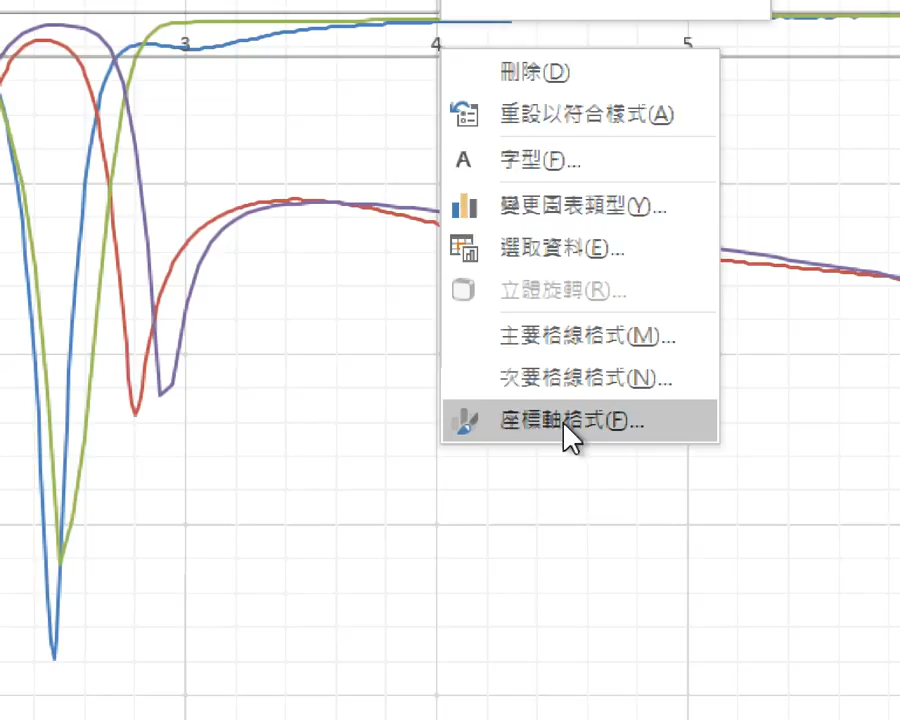 3
4
5
刪除(D)
重設以符合樣式(A)
A 字型(F)...
變更圖表類型(Y)...
選取資料(E)...
立體旋轉(R)...
主要格線格式(M)...
次要格線格式(N)...
座標軸格式(F)...